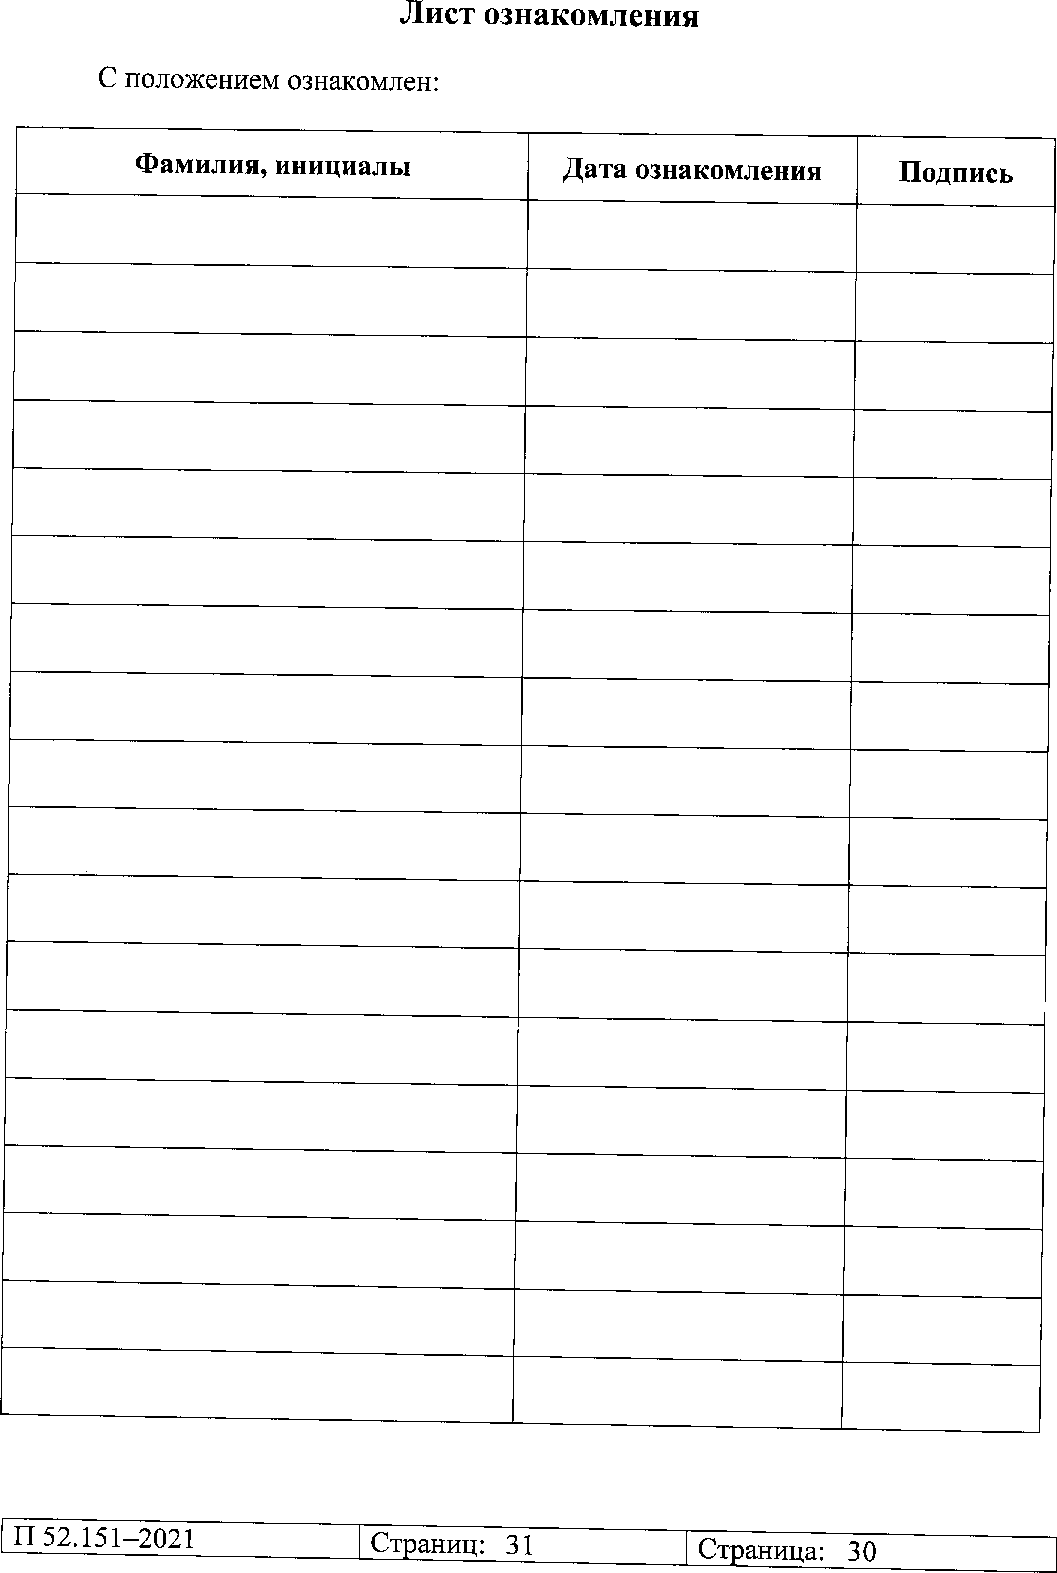 Лист ознакомления
С положением ознакомлен:
Фамилия, инициалы Дата ознакомления Подпись
П 52.151–2021 Страниц: 31 Страница: 30